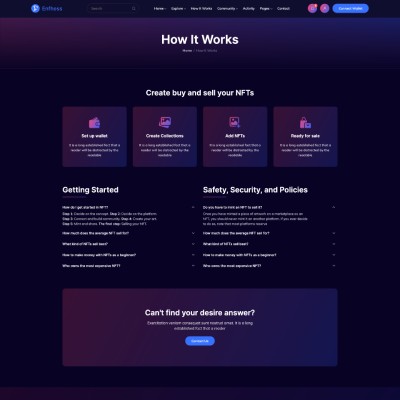 Enftexx
Search
Home Explore How It Works Community Activity Pages Contact
Connect Wallet
How It Works
Home / How It Works
Create buy and sell your NFTs
Set up wallet
It is a long established fact that a
reader will be distracted by the
readable
Create Collections
It is a long established fact that a
reader will be distracted by the
readable
Add NFTs
It is a long established fact that a
reader will be distracted by the
readable
Ready for sale
It is a long established fact that a
reader will be distracted by the
readable
Getting Started
How do I get started in NFT?
Step 1: Decide on the concept. Step 2: Decide on the platform.
Step 3: Connect and build community. Step 4: Create your art.
Step 5: Mint and share. The final step: Selling your NFT.
How much does the average NFT sell for?
What kind of NFTs sell best?
How to make money with NFTs as a beginner?
Who owns the most expensive NFT?
Safety, Security, and Policies
Do you have to mint an NFT to sell it?
Once you have minted a piece of artwork on a marketplace as an
NFT, you should never mint it on another platform. If you ever decide
to do so, note that most platforms reserve
How much does the average NFT sell for?
What kind of NFTs sell best?
How to make money with NFTs as a beginner?
Who owns the most expensive NFT?
Can't find your desire answer?
Exercitation veniam consequat sunt nostrud amet. It is a long
established fact that a reader
Contact Us